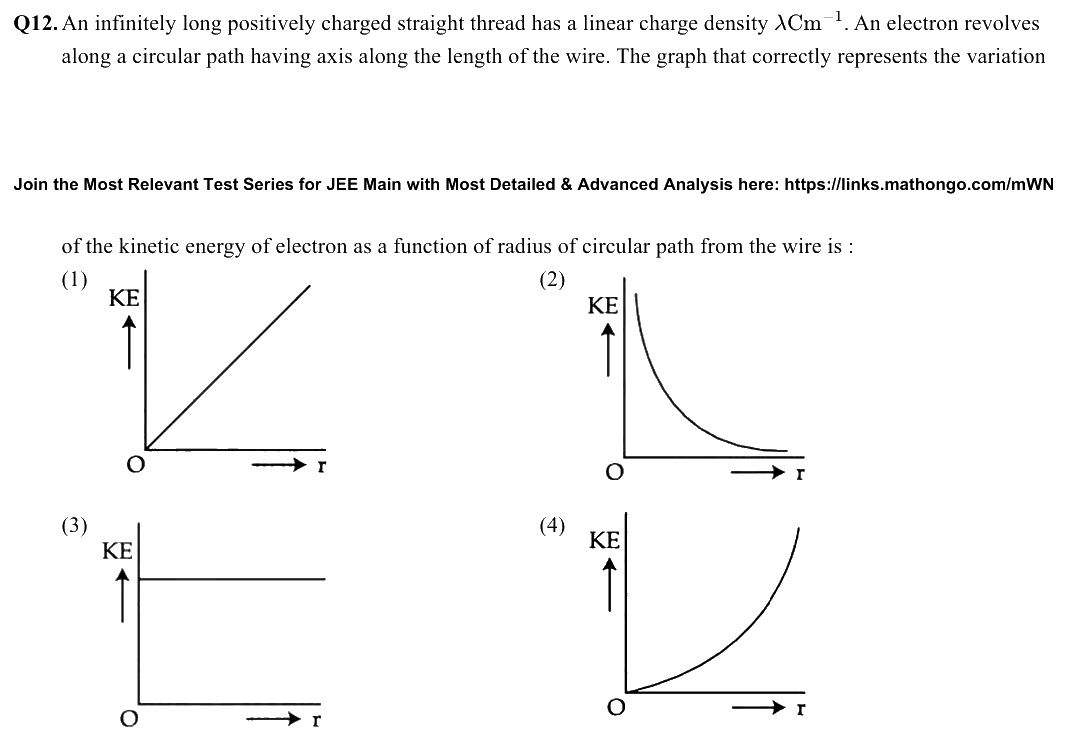 Q12. An infinitely long positively charged straight thread has a linear charge density λCm⁻¹. An electron revolves
along a circular path having axis along the length of the wire. The graph that correctly represents the variation
Join the Most Relevant Test Series for JEE Main with Most Detailed & Advanced Analysis here: https://links.mathongo.com/mWN
of the kinetic energy of electron as a function of radius of circular path from the wire is :
(1)
KE
O
r
(2)
KE
O
r
(3)
KE
O
r
(4)
KE
O
r